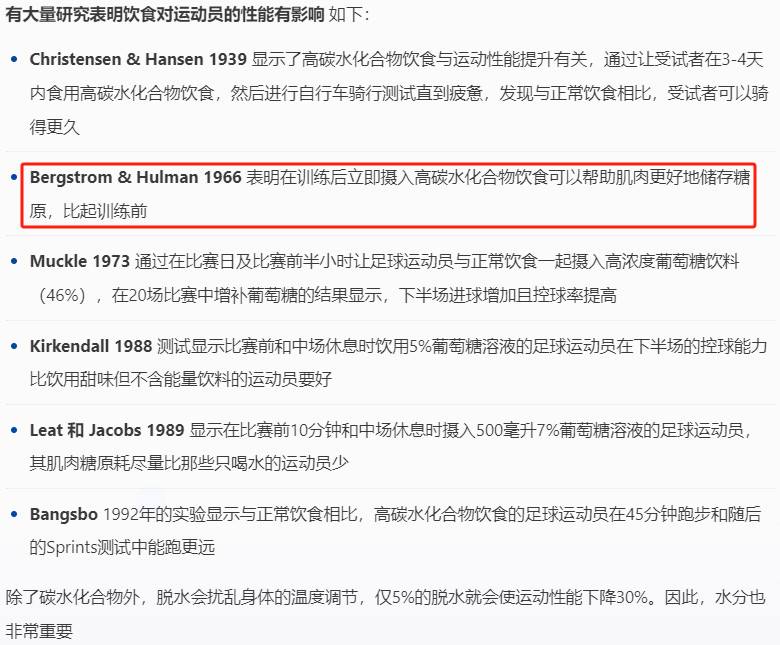 有大量研究表明饮食对运动员的性能有影响 如下：
Christensen & Hansen 1939 显示了高碳水化合物饮食与运动性能提升有关，通过让受试者在3-4天
内食用高碳水化合物饮食，然后进行自行车骑行测试直到疲惫，发现与正常饮食相比，受试者可以骑
得更久
Bergstrom & Hulman 1966 表明在训练后立即摄入高碳水化合物饮食可以帮助肌肉更好地储存糖
原，比起训练前
Muckle 1973 通过在比赛日及比赛前半小时让足球运动员与正常饮食一起摄入高浓度葡萄糖饮料
（46%），在20场比赛中增补葡萄糖的结果显示，下半场进球增加且控球率提高
Kirkendall 1988 测试显示比赛前和中场休息时饮用5%葡萄糖溶液的足球运动员在下半场的控球能力
比饮用甜味但不含能量饮料的运动员要好
Leat 和 Jacobs 1989 显示在比赛前10分钟和中场休息时摄入500毫升7%葡萄糖溶液的足球运动员，
其肌肉糖原耗尽量比那些只喝水的运动员少
Bangsbo 1992年的实验显示与正常饮食相比，高碳水化合物饮食的足球运动员在45分钟跑步和随后
的Sprints测试中能跑更远
除了碳水化合物外，脱水会扰乱身体的温度调节，仅5%的脱水就会使运动性能下降30%。因此，水分也
非常重要